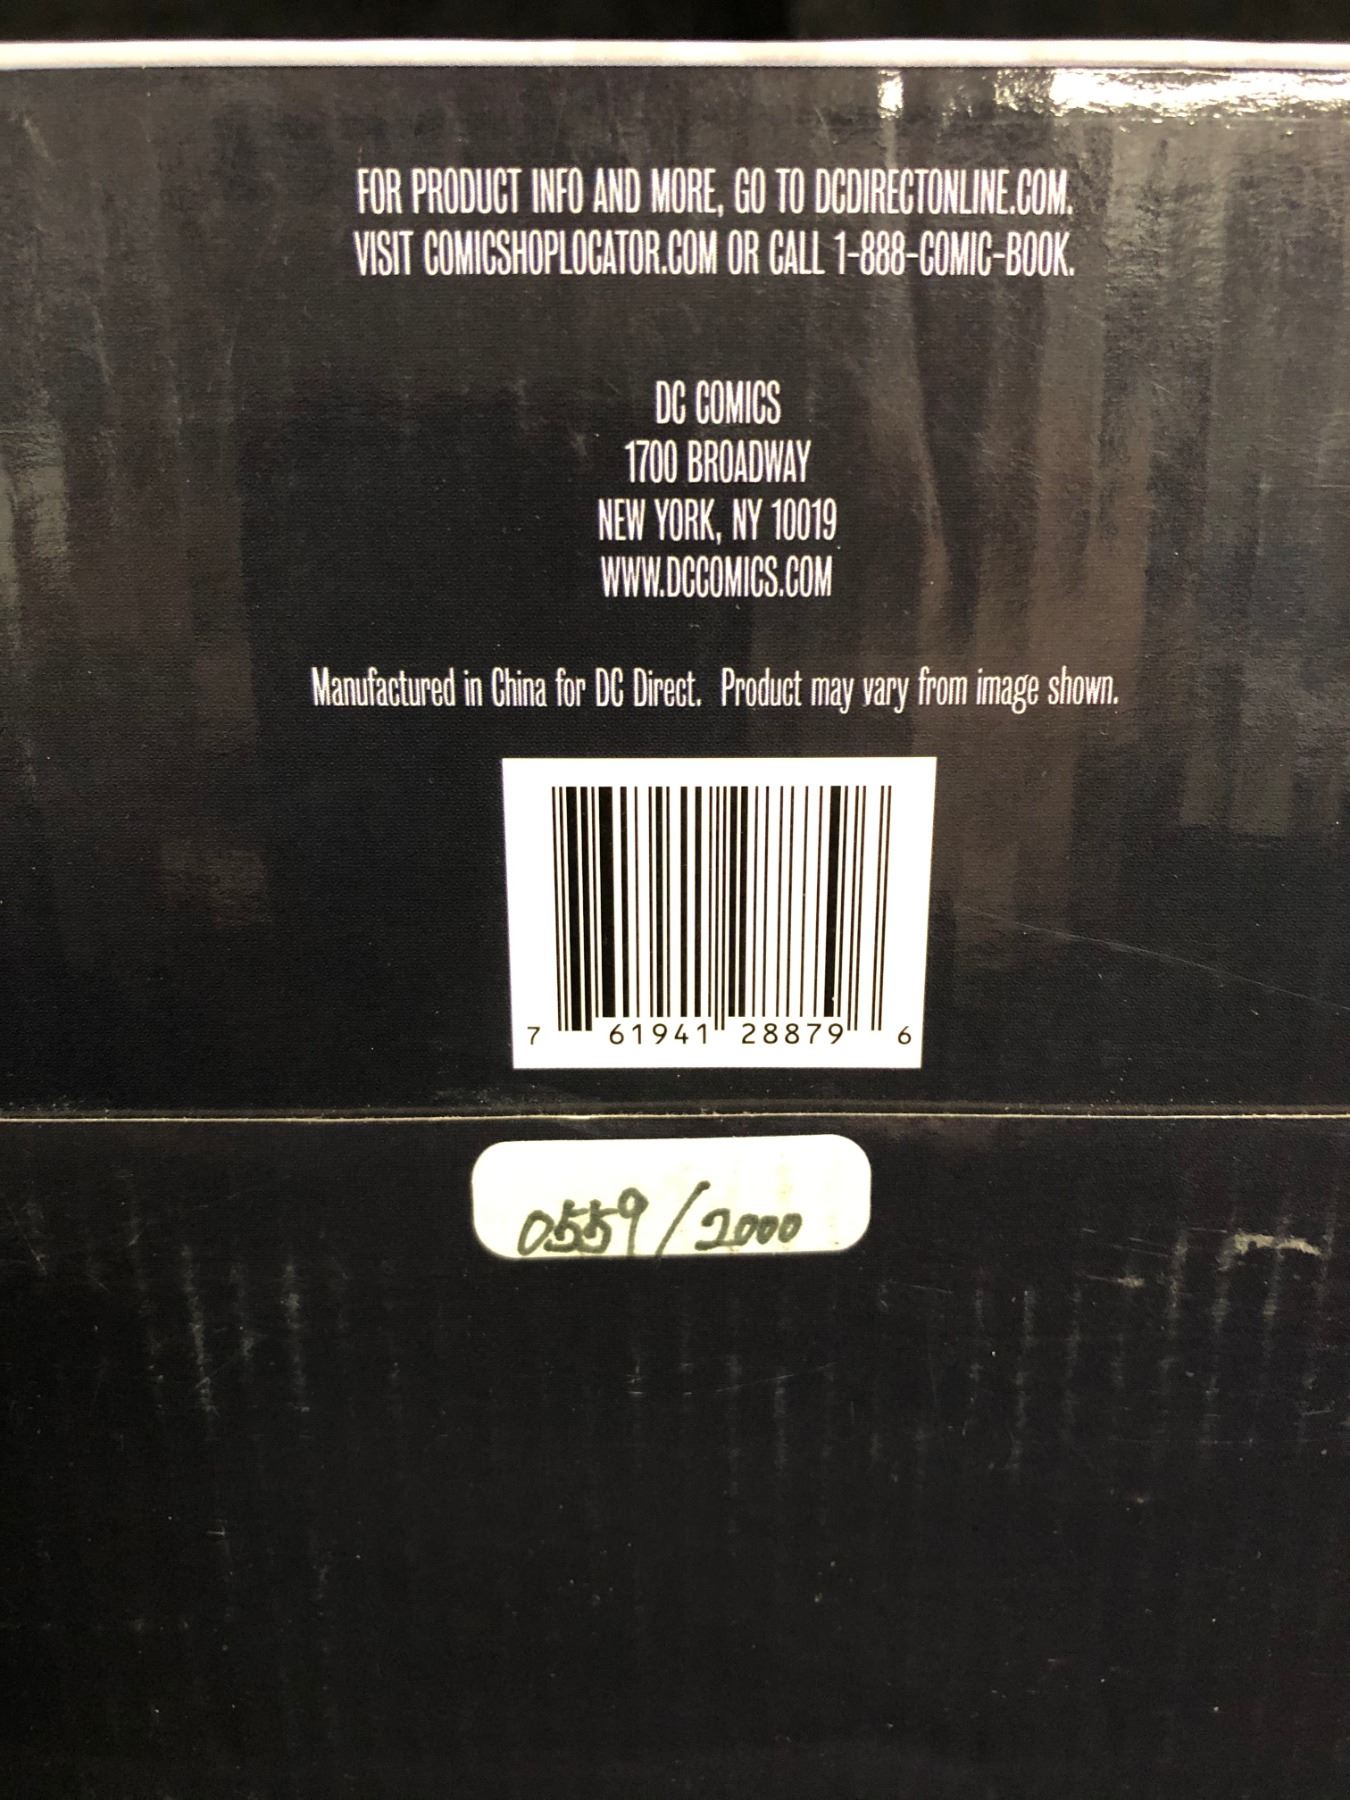 FOR PRODUCT INFO AND MORE, GO TO DCDIRECTONLINE.COM.
VISIT COMICSHOPLOCATOR.COM OR CALL 1-888-COMIC-BOOK.
DC COMICS
1700 BROADWAY
NEW YORK, NY 10019
WWW.DCCOMICS.COM
Manufactured in China for DC Direct. Product may vary from image shown.
7 61941 28879 6
0559/2000